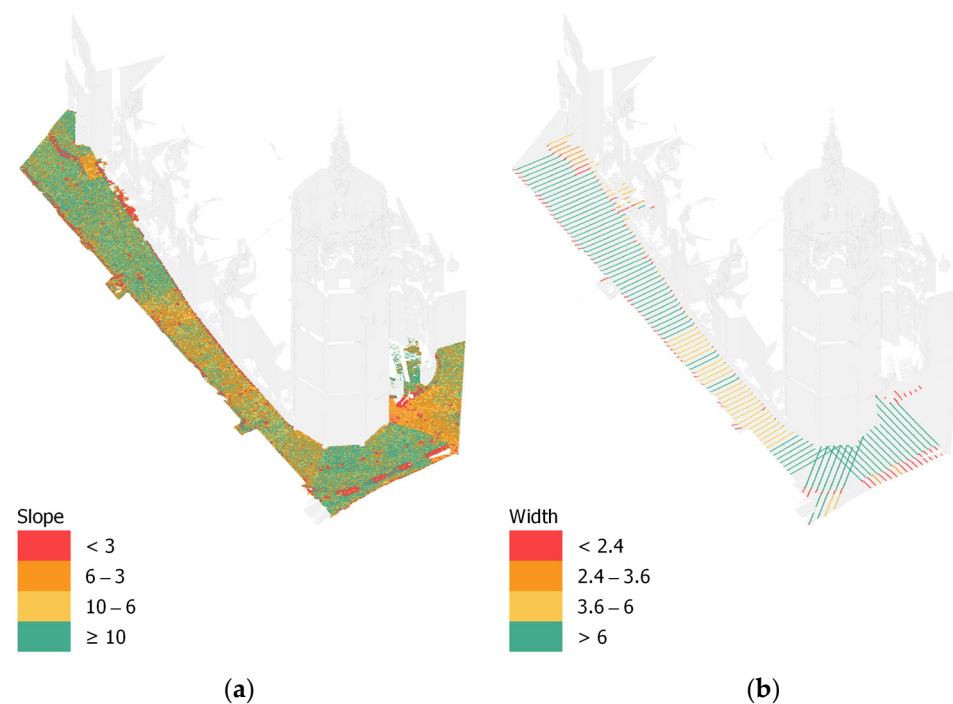 Slope
< 3
6 – 3
10 – 6
≥ 10
Width
< 2.4
2.4 – 3.6
3.6 – 6
> 6
(a)
(b)